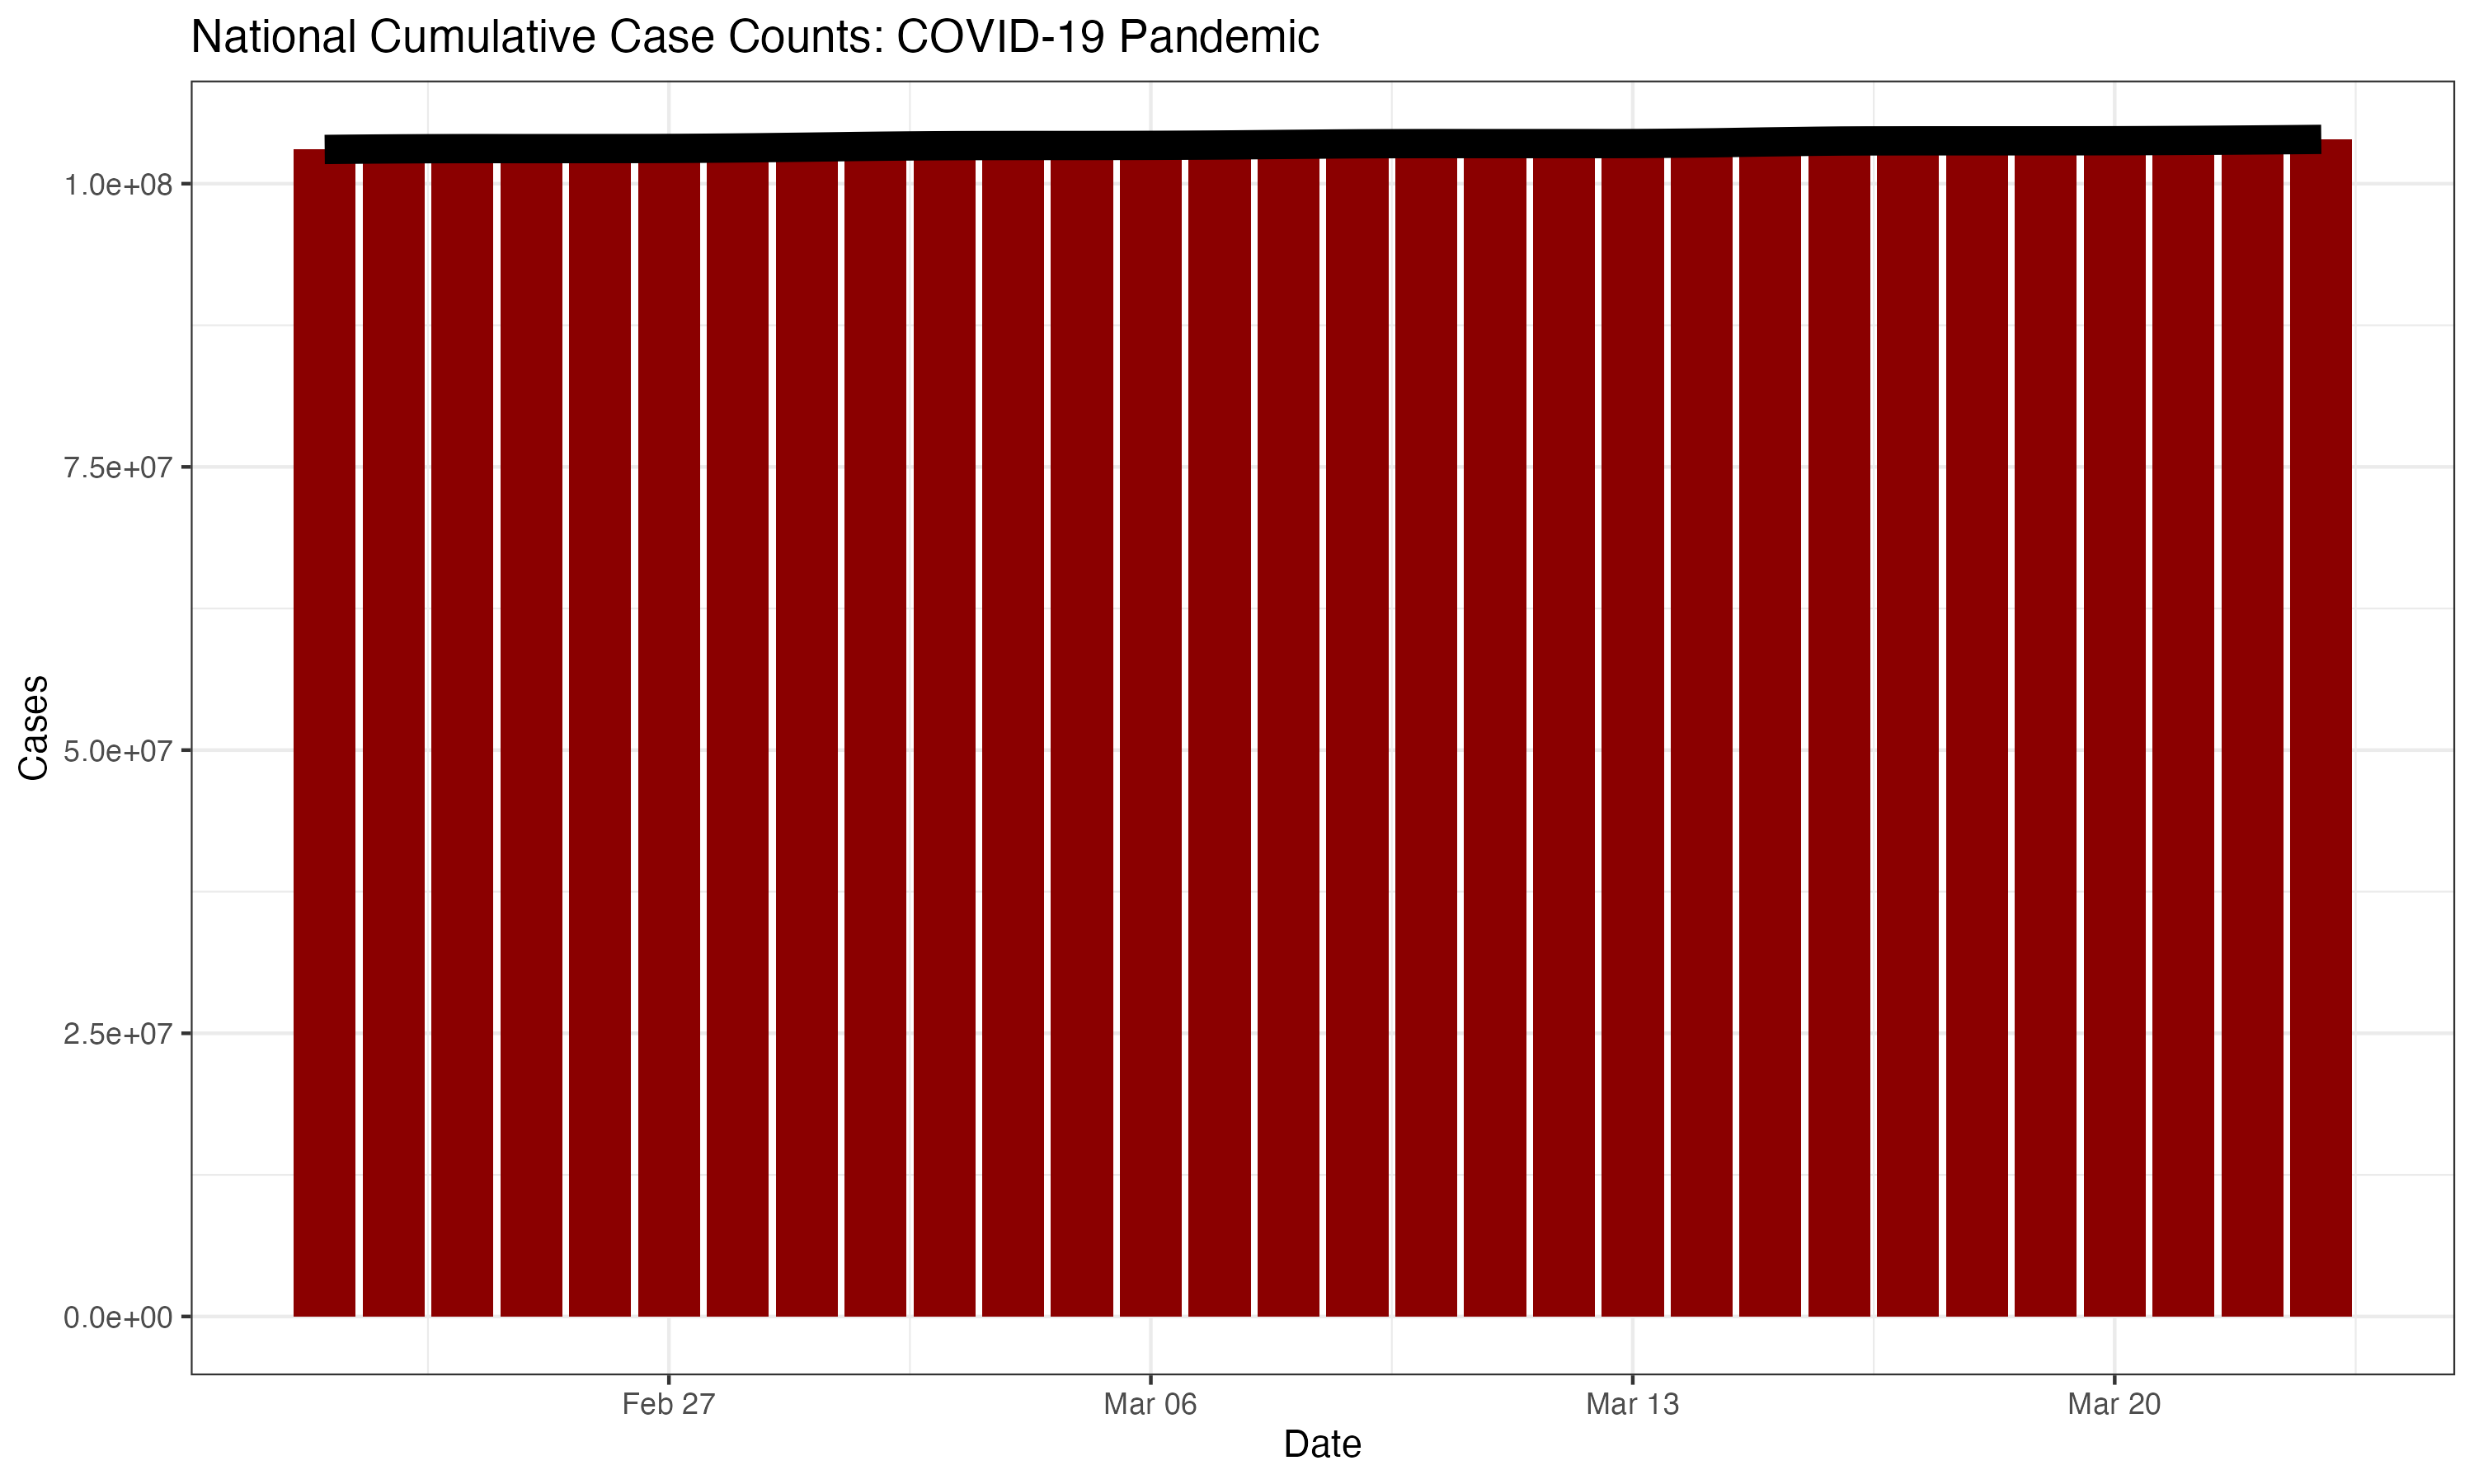 National Cumulative Case Counts: COVID-19 Pandemic
Cases
1.0e+08
7.5e+07
5.0e+07
2.5e+07
0.0e+00
Feb 27 Mar 06 Mar 13 Mar 20
Date